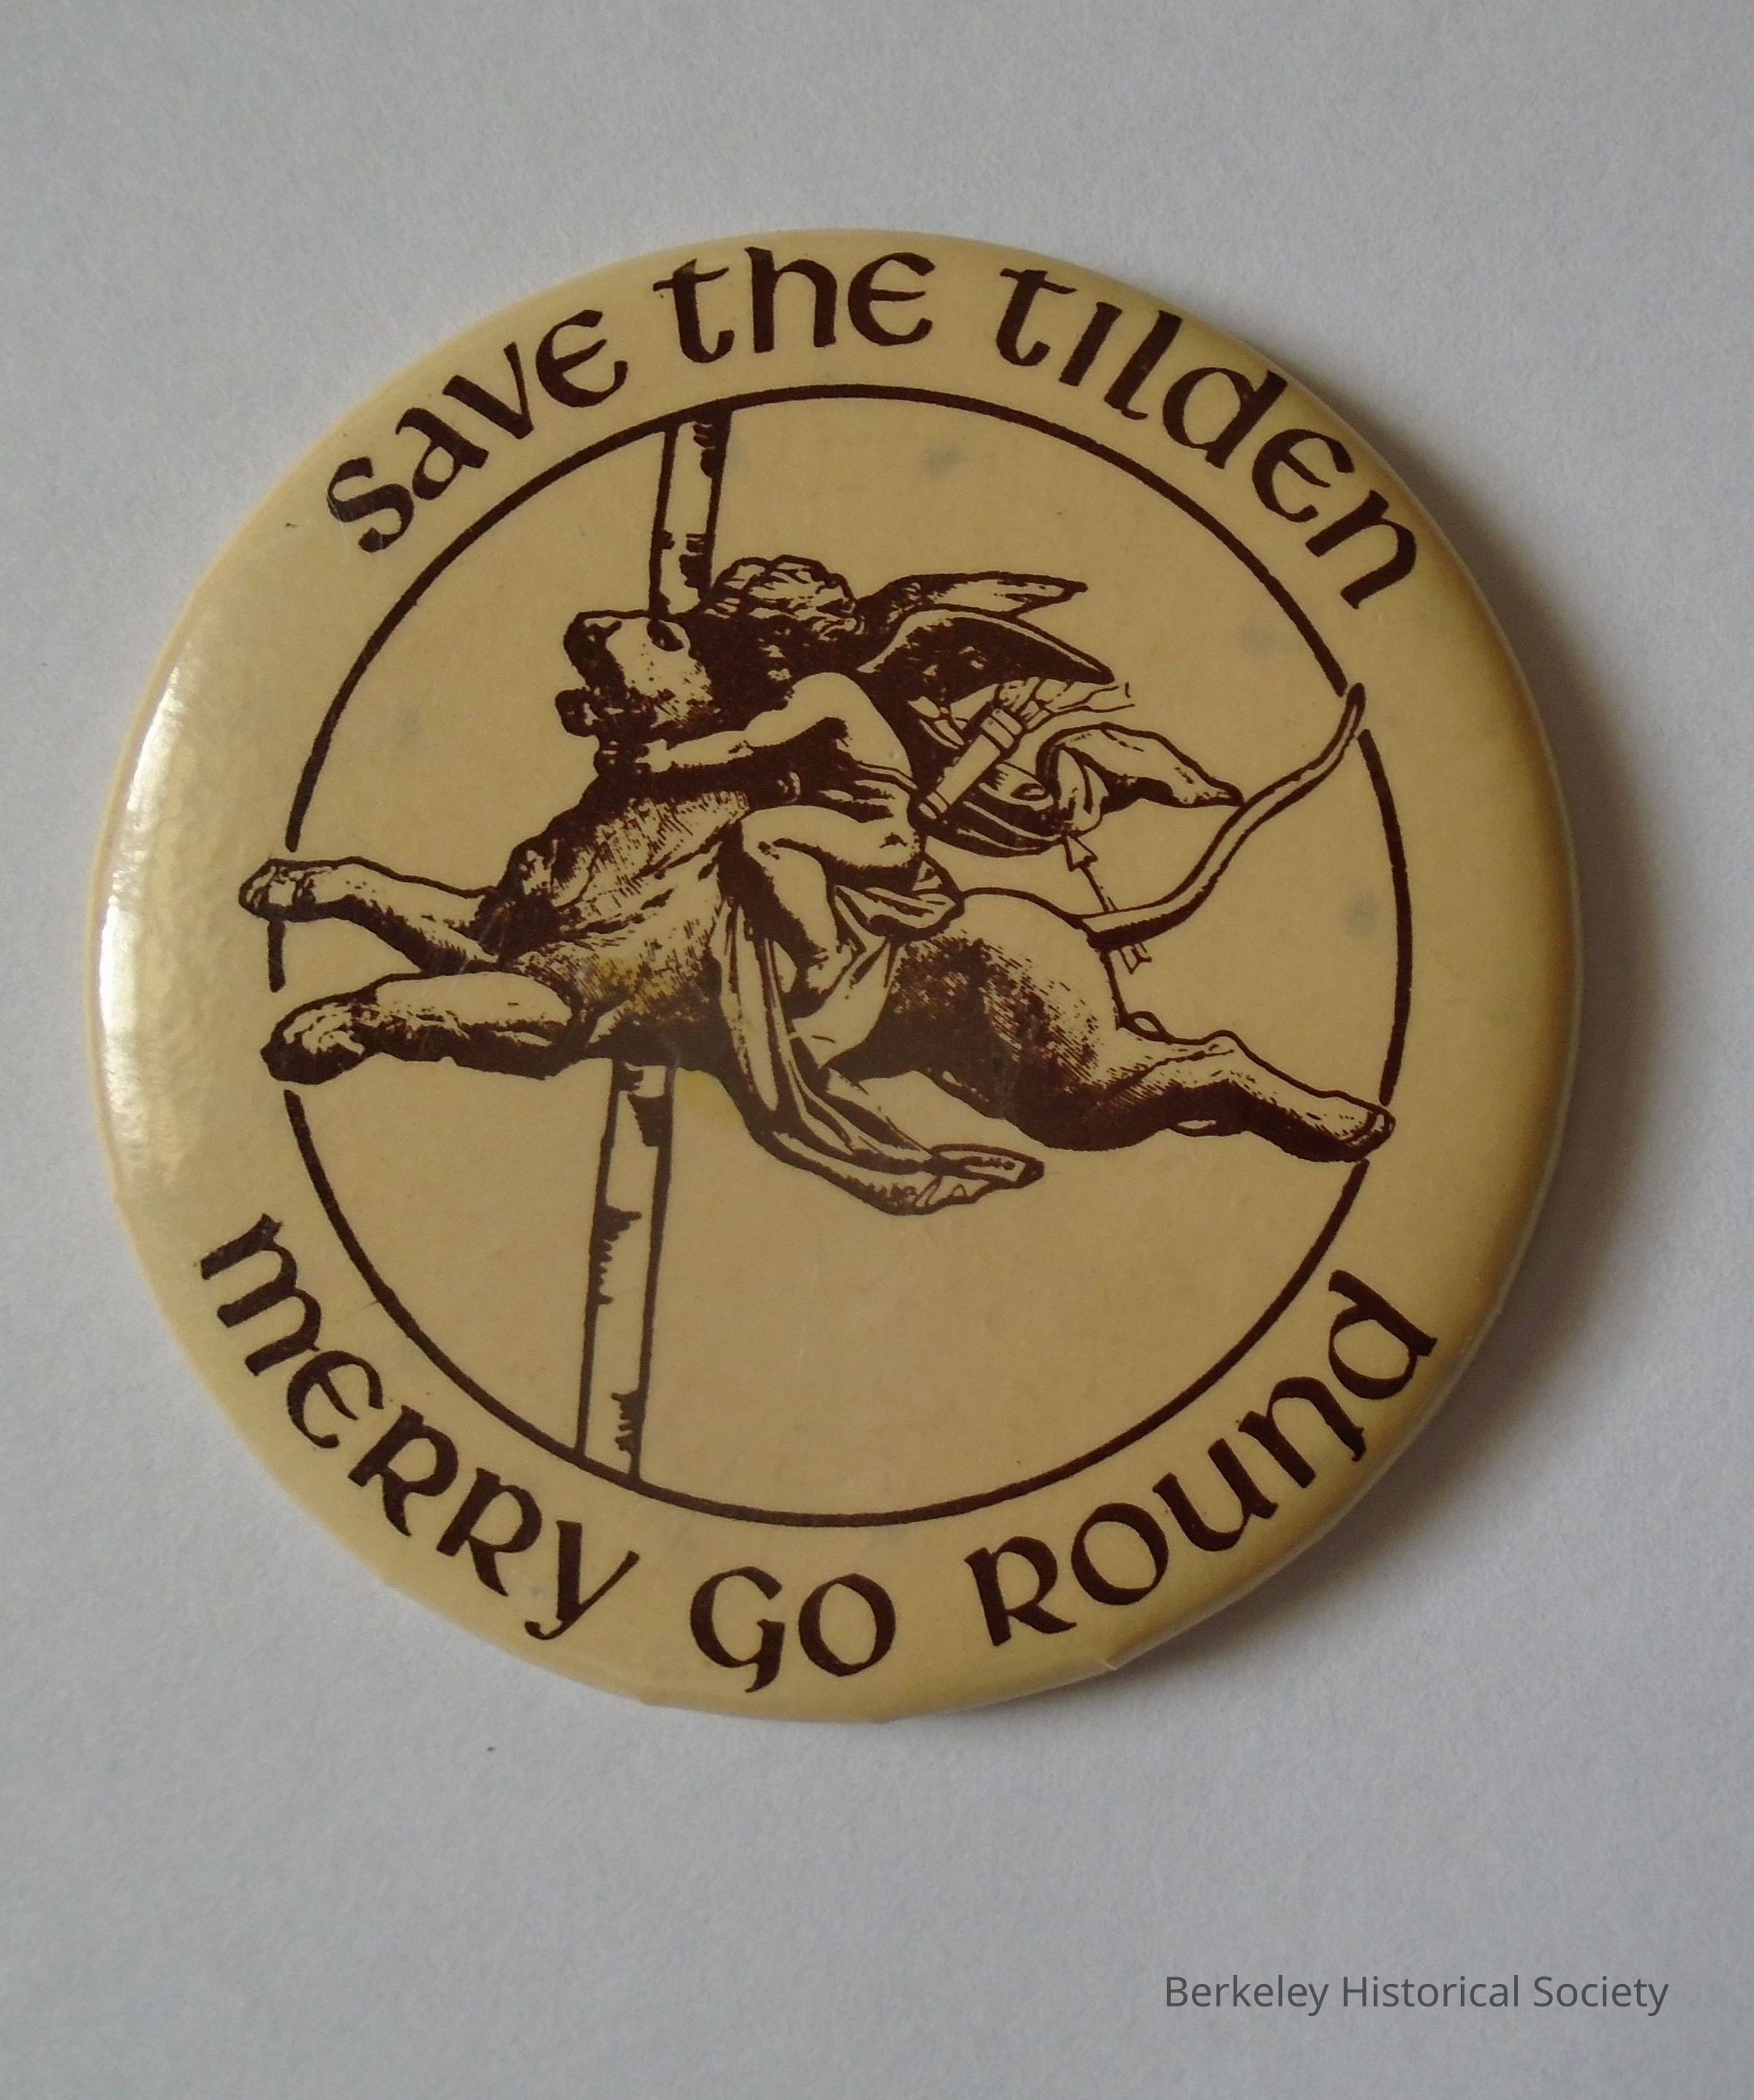 Save the Tilden
Merry Go Round
Berkeley Historical Society